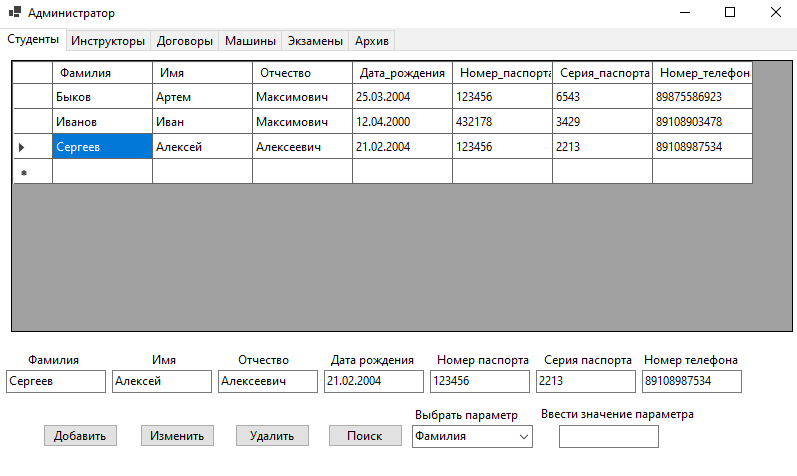 Администратор
Студенты Инструкторы Договоры Машины Экзамены Архив
Фамилия Имя Отчество Дата_рождения Номер_паспорта Серия_паспорта Номер_телефона
Быков Артем Максимович 25.03.2004 123456 6543 89875586923
Иванов Иван Максимович 12.04.2000 432178 3429 89108903478
Сергеев Алексей Алексеевич 21.02.2004 123456 2213 89108987534
Фамилия Имя Отчество Дата рождения Номер паспорта Серия паспорта Номер телефона
Сергеев Алексей Алексеевич 21.02.2004 123456 2213 89108987534
Выбрать параметр Ввести значение параметра
Добавить Изменить Удалить Поиск Фамилия